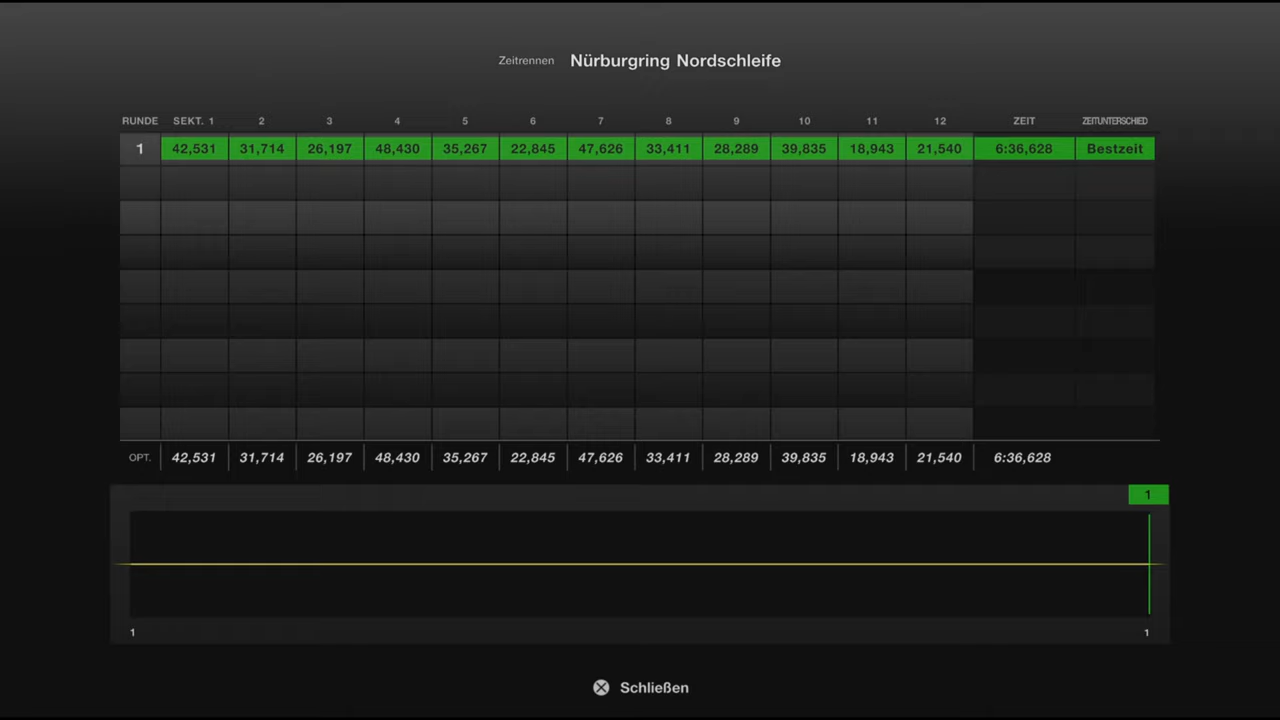 Zeitrennen Nürburgring Nordschleife
RUNDE SEKT. 1 2 3 4 5 6 7 8 9 10 11 12 ZEIT ZEITUNTERSCHIED
1 42,531 31,714 26,197 48,430 35,267 22,845 47,626 33,411 28,289 39,835 18,943 21,540 6:36,628 Bestzeit
OPT. 42,531 31,714 26,197 48,430 35,267 22,845 47,626 33,411 28,289 39,835 18,943 21,540 6:36,628
1
1 1
Schließen